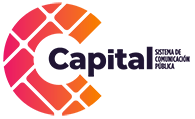 Capital
SISTEMA DE
COMUNICACIÓN
PÚBLICA